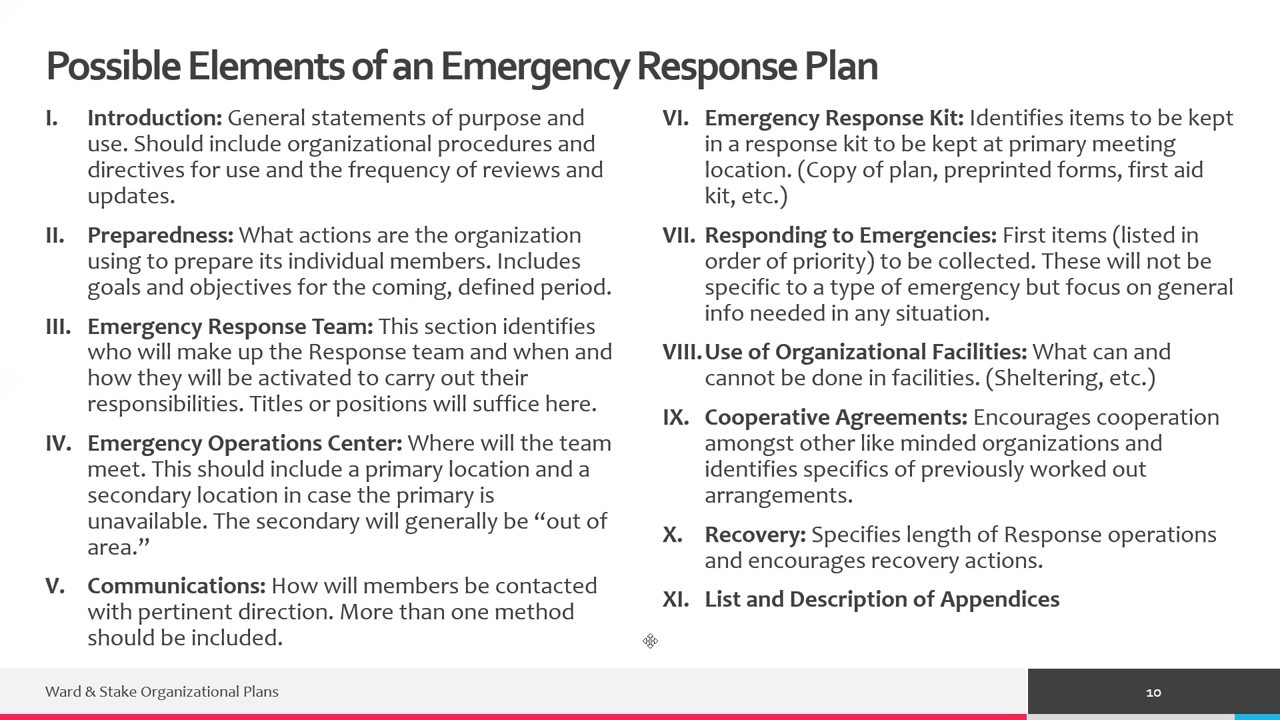 Possible Elements of an Emergency Response Plan
I. Introduction: General statements of purpose and
use. Should include organizational procedures and
directives for use and the frequency of reviews and
updates.
II. Preparedness: What actions are the organization
using to prepare its individual members. Includes
goals and objectives for the coming, defined period.
III. Emergency Response Team: This section identifies
who will make up the Response team and when and
how they will be activated to carry out their
responsibilities. Titles or positions will suffice here.
IV. Emergency Operations Center: Where will the team
meet. This should include a primary location and a
secondary location in case the primary is
unavailable. The secondary will generally be “out of
area.”
V. Communications: How will members be contacted
with pertinent direction. More than one method
should be included.
VI. Emergency Response Kit: Identifies items to be kept
in a response kit to be kept at primary meeting
location. (Copy of plan, preprinted forms, first aid
kit, etc.)
VII. Responding to Emergencies: First items (listed in
order of priority) to be collected. These will not be
specific to a type of emergency but focus on general
info needed in any situation.
VIII. Use of Organizational Facilities: What can and
cannot be done in facilities. (Sheltering, etc.)
IX. Cooperative Agreements: Encourages cooperation
amongst other like minded organizations and
identifies specifics of previously worked out
arrangements.
X. Recovery: Specifies length of Response operations
and encourages recovery actions.
XI. List and Description of Appendices
Ward & Stake Organizational Plans
10